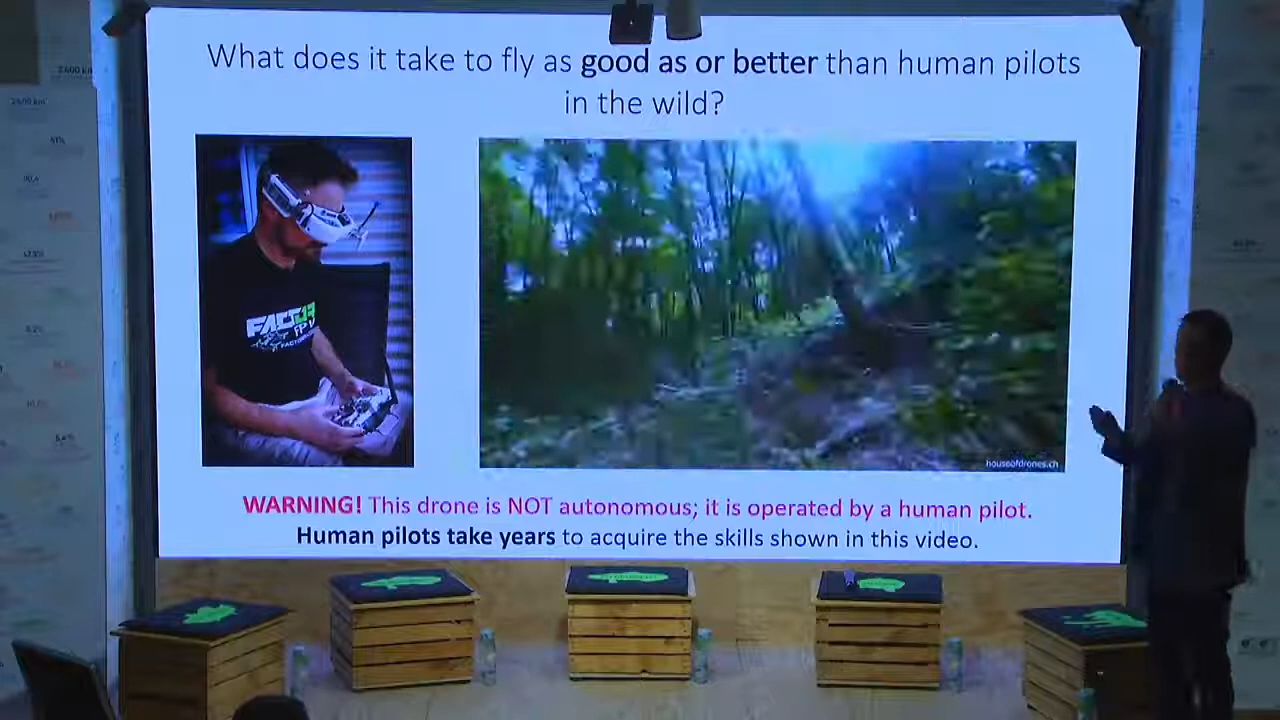 What does it take to fly as good as or better than human pilots
in the wild?
FACTOR
FPV
houseofdrones.ch
WARNING! This drone is NOT autonomous; it is operated by a human pilot.
Human pilots take years to acquire the skills shown in this video.